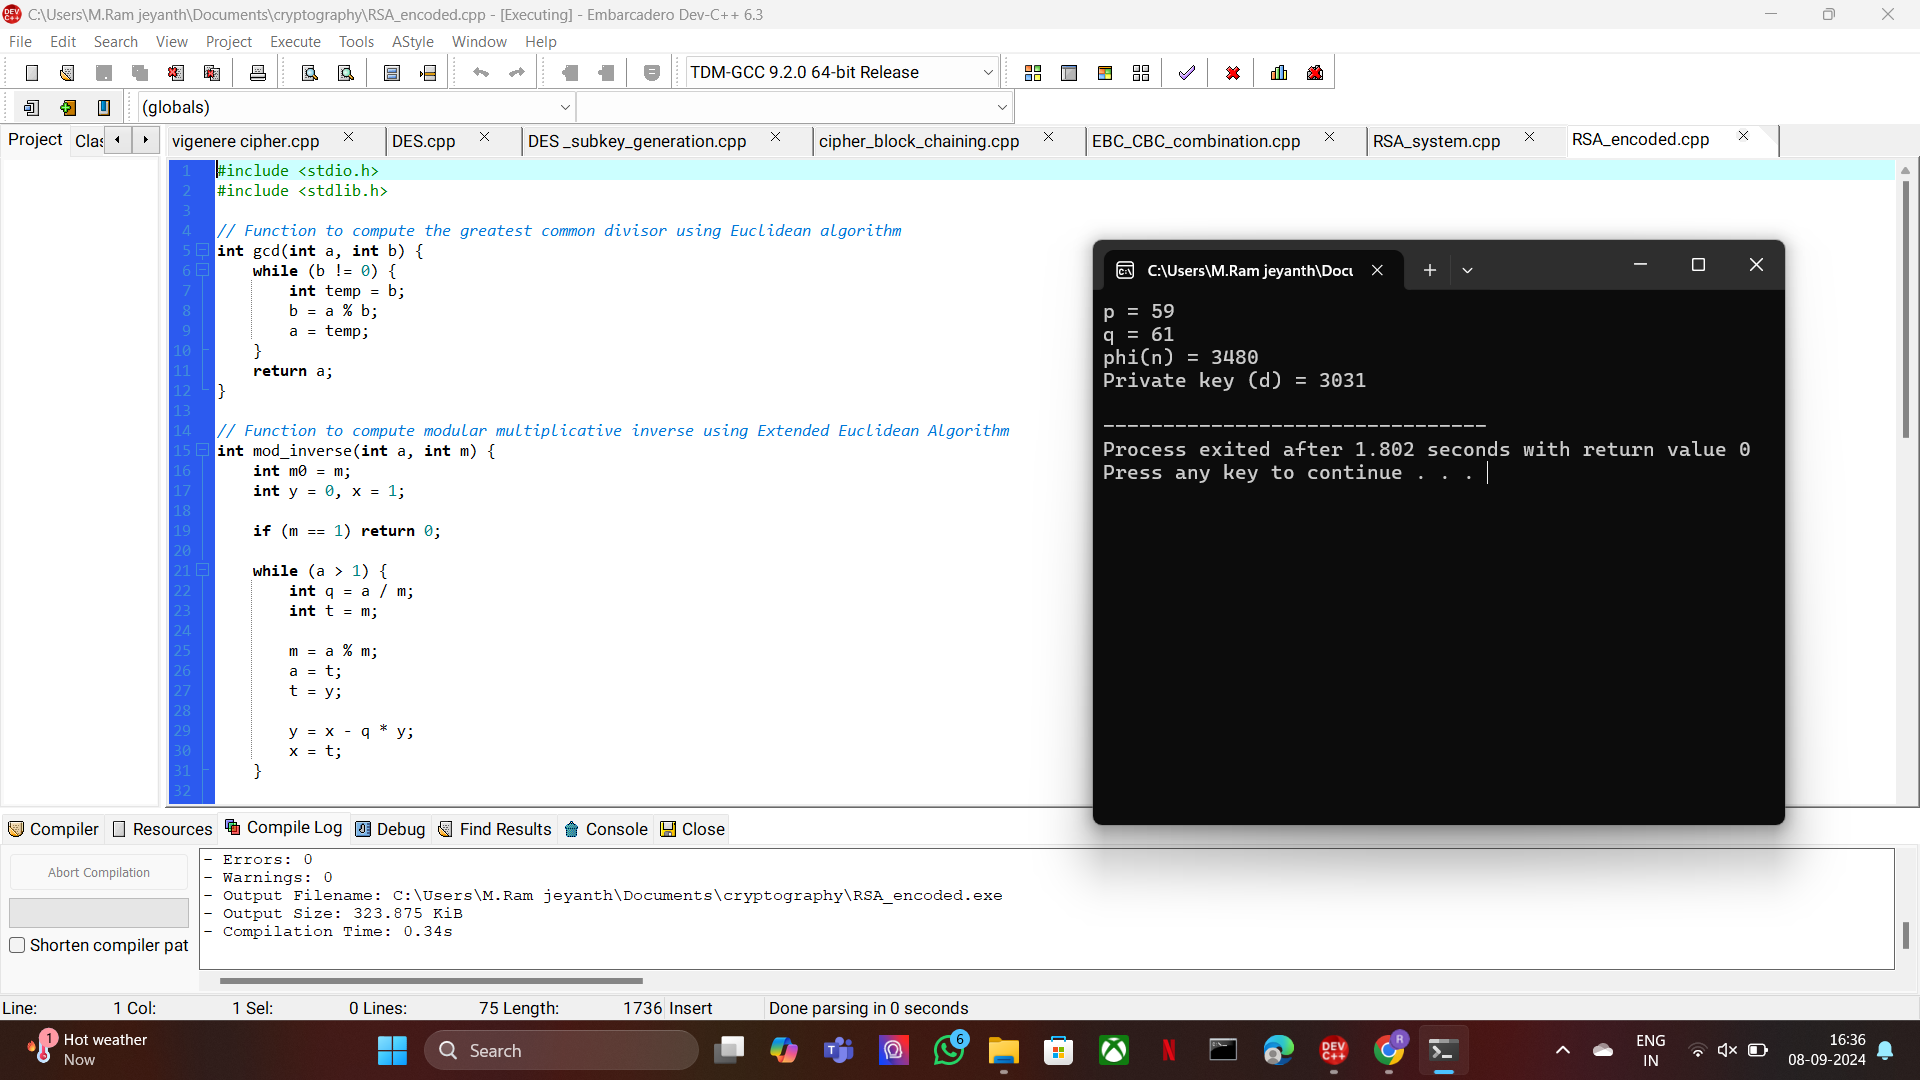 C:\Users\M.Ram jeyanth\Documents\cryptography\RSA_encoded.cpp - [Executing] - Embarcadero Dev-C++ 6.3
File Edit Search View Project Execute Tools AStyle Window Help
TDM-GCC 9.2.0 64-bit Release
(globals)
Project Clas vigenere cipher.cpp DES.cpp DES _subkey_generation.cpp cipher_block_chaining.cpp EBC_CBC_combination.cpp RSA_system.cpp RSA_encoded.cpp
1 #include <stdio.h>
2 #include <stdlib.h>
3
4 // Function to compute the greatest common divisor using Euclidean algorithm
5 int gcd(int a, int b) {
6 while (b != 0) {
7 int temp = b;
8 b = a % b;
9 a = temp;
10 }
11 return a;
12 }
13
14 // Function to compute modular multiplicative inverse using Extended Euclidean Algorithm
15 int mod_inverse(int a, int m) {
16 int m0 = m;
17 int y = 0, x = 1;
18
19 if (m == 1) return 0;
20
21 while (a > 1) {
22 int q = a / m;
23 int t = m;
24
25 m = a % m;
26 a = t;
27 t = y;
28
29 y = x - q * y;
30 x = t;
31 }
32
C:\Users\M.Ram jeyanth\Docu
p = 59
q = 61
phi(n) = 3480
Private key (d) = 3031
--------------------------------
Process exited after 1.802 seconds with return value 0
Press any key to continue . . .
Compiler Resources Compile Log Debug Find Results Console Close
Abort Compilation
Shorten compiler pat
- Errors: 0
- Warnings: 0
- Output Filename: C:\Users\M.Ram jeyanth\Documents\cryptography\RSA_encoded.exe
- Output Size: 323.875 KiB
- Compilation Time: 0.34s
Line: 1 Col: 1 Sel: 0 Lines: 75 Length: 1736 Insert Done parsing in 0 seconds
1 Hot weather
Now
Search
6
DEV C++
R
ENG
IN
16:36
08-09-2024